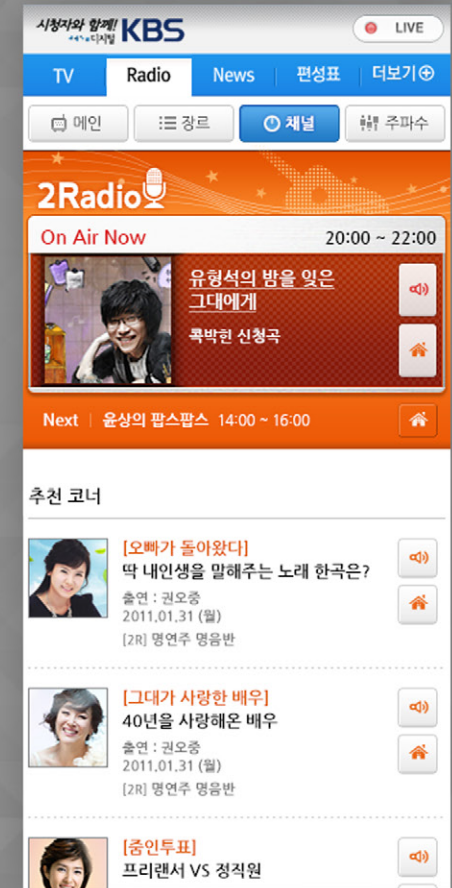 시청자와 함께! KBS
디지털
LIVE
TV Radio News 편성표 더보기
메인 장르 채널 주파수
2Radio
On Air Now 20:00 ~ 22:00
유형석의 밤을 잊은
그대에게
콕박힌 신청곡
Next 윤상의 팝스팝스 14:00 ~ 16:00
추천 코너
[오빠가 돌아왔다]
딱 내인생을 말해주는 노래 한곡은?
출연 : 권오중
2011.01.31 (월)
[2R] 명연주 명음반
[그대가 사랑한 배우]
40년을 사랑해온 배우
출연 : 권오중
2011.01.31 (월)
[2R] 명연주 명음반
[줌인투표]
프리랜서 VS 정직원